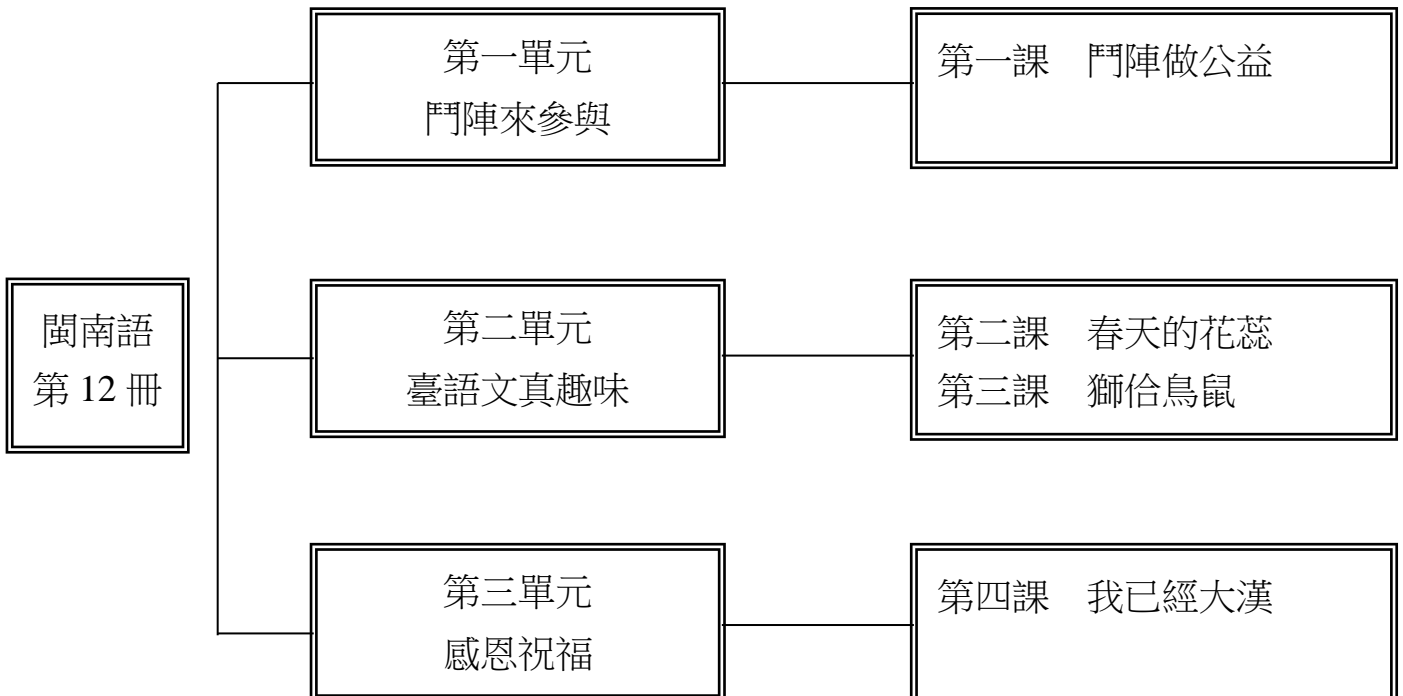 閩南語
第 12 冊
第一單元
鬥陣來參與
第一課　鬥陣做公益
第二單元
臺語文真趣味
第二課　春天的花蕊
第三課　獅佮鳥鼠
第三單元
感恩祝福
第四課　我已經大漢